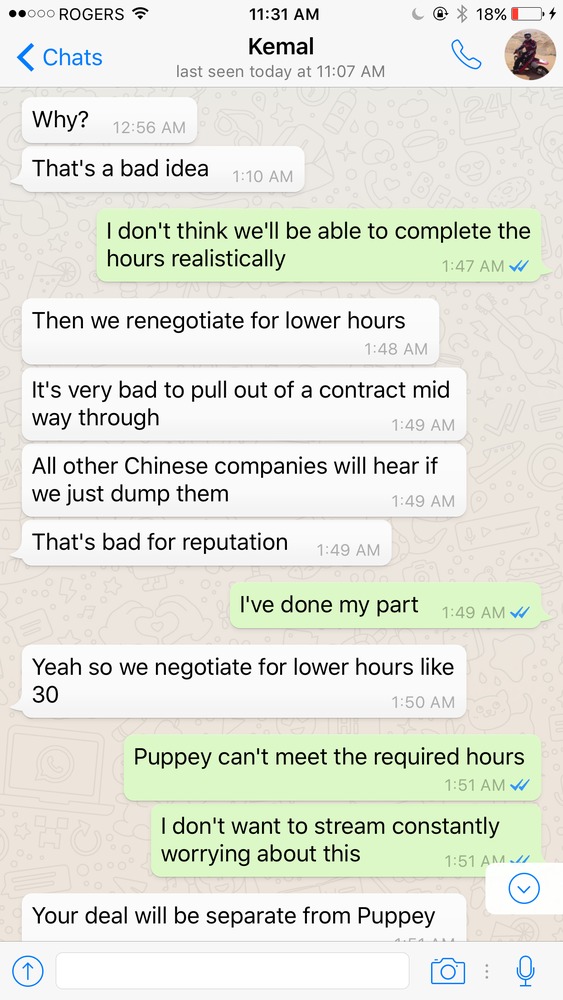 ROGERS 11:31 AM 18%
Chats Kemal
last seen today at 11:07 AM
Why? 12:56 AM
That's a bad idea 1:10 AM
I don't think we'll be able to complete the
hours realistically 1:47 AM
Then we renegotiate for lower hours
1:48 AM
It's very bad to pull out of a contract mid
way through 1:49 AM
All other Chinese companies will hear if
we just dump them 1:49 AM
That's bad for reputation 1:49 AM
I've done my part 1:49 AM
Yeah so we negotiate for lower hours like
30 1:50 AM
Puppey can't meet the required hours
1:51 AM
I don't want to stream constantly
worrying about this 1:51 AM
Your deal will be separate from Puppey
1:51 AM